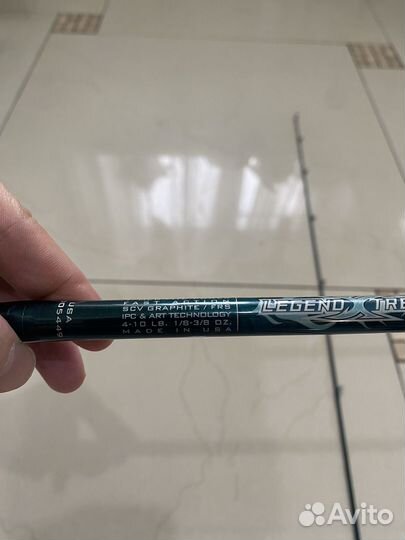 FAST ACTION
SCV GRAPHITE / FRS
IPC & ART TECHNOLOGY
4-10 LB. 1/8-3/8 OZ.
MADE IN USA
LEGEND XTRE
USA
Avito